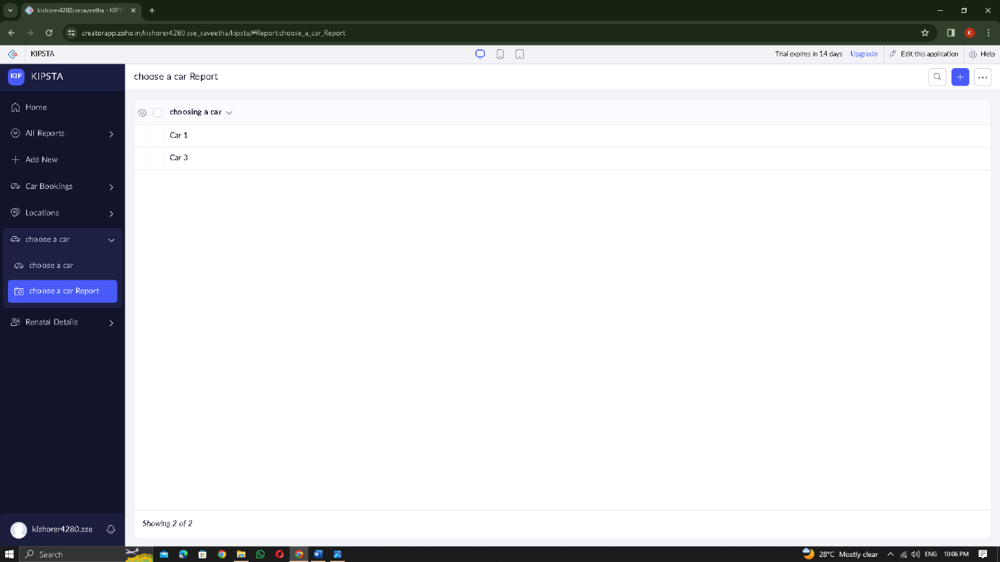 kishorer4280ssesaveetha - KIPST
creatorapp.zoho.in/kishorer4280.sse_saveetha/kipsta/#Report:choose_a_car_Report
K
KIPSTA
Trial expires in 14 days Upgrade Edit this application Help
KIP KIPSTA
choose a car Report
Home
All Reports
Add New
Car Bookings
Locations
choose a car
choose a car
choose a car Report
Renatal Details
choosing a car
Car 1
Car 3
Showing 2 of 2
kishorer4280.sse
Search
28°C Mostly clear ENG 10:06 PM